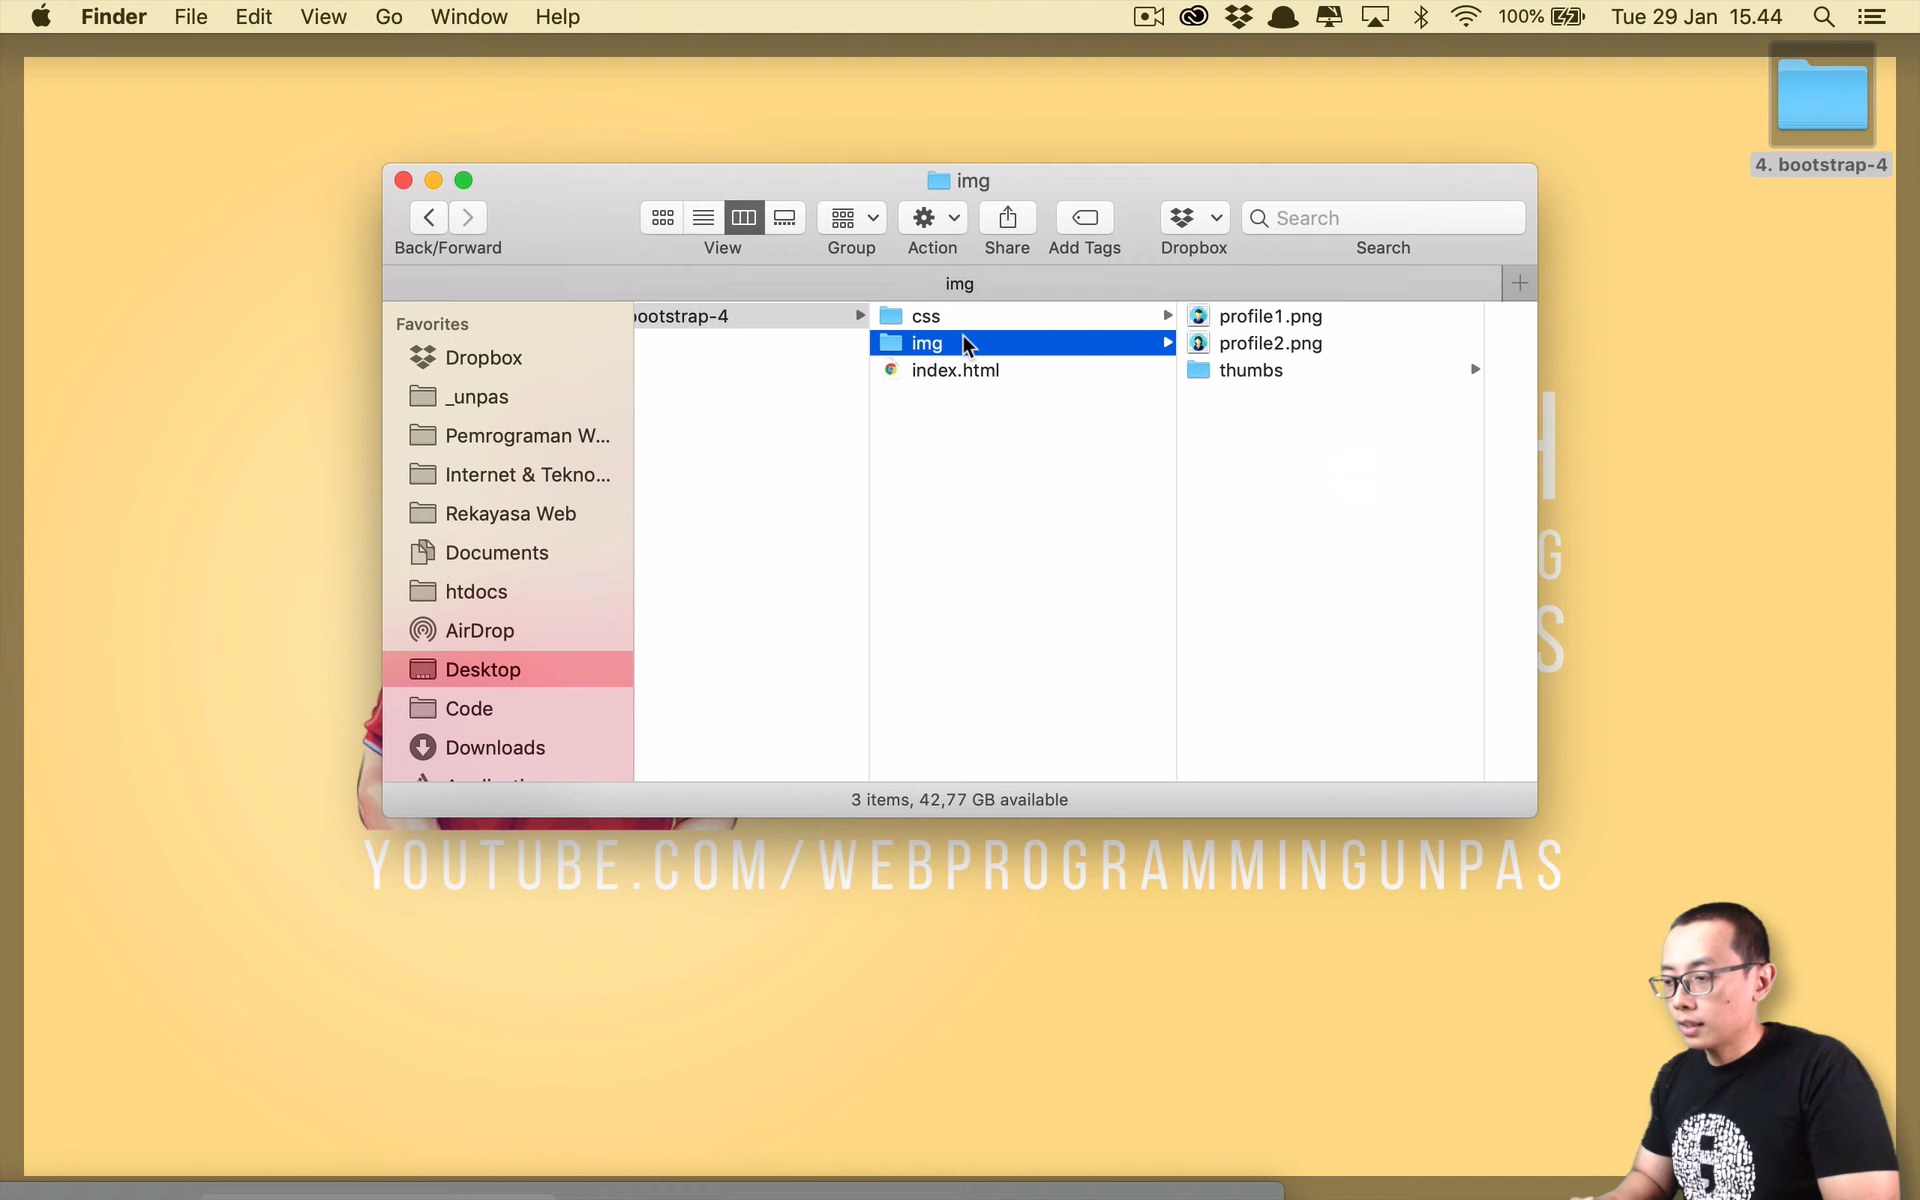 Finder File Edit View Go Window Help 100% Tue 29 Jan 15.44
4. bootstrap-4
img
Search
Back/Forward View Group Action Share Add Tags Dropbox Search
img
Favorites
Dropbox
_unpas
Pemrograman W...
Internet & Tekno...
Rekayasa Web
Documents
htdocs
AirDrop
Desktop
Code
Downloads
ootstrap-4
css
img
index.html
profile1.png
profile2.png
thumbs
H
G
S
3 items, 42,77 GB available
YOUTUBE.COM/WEBPROGRAMMINGUNPAS